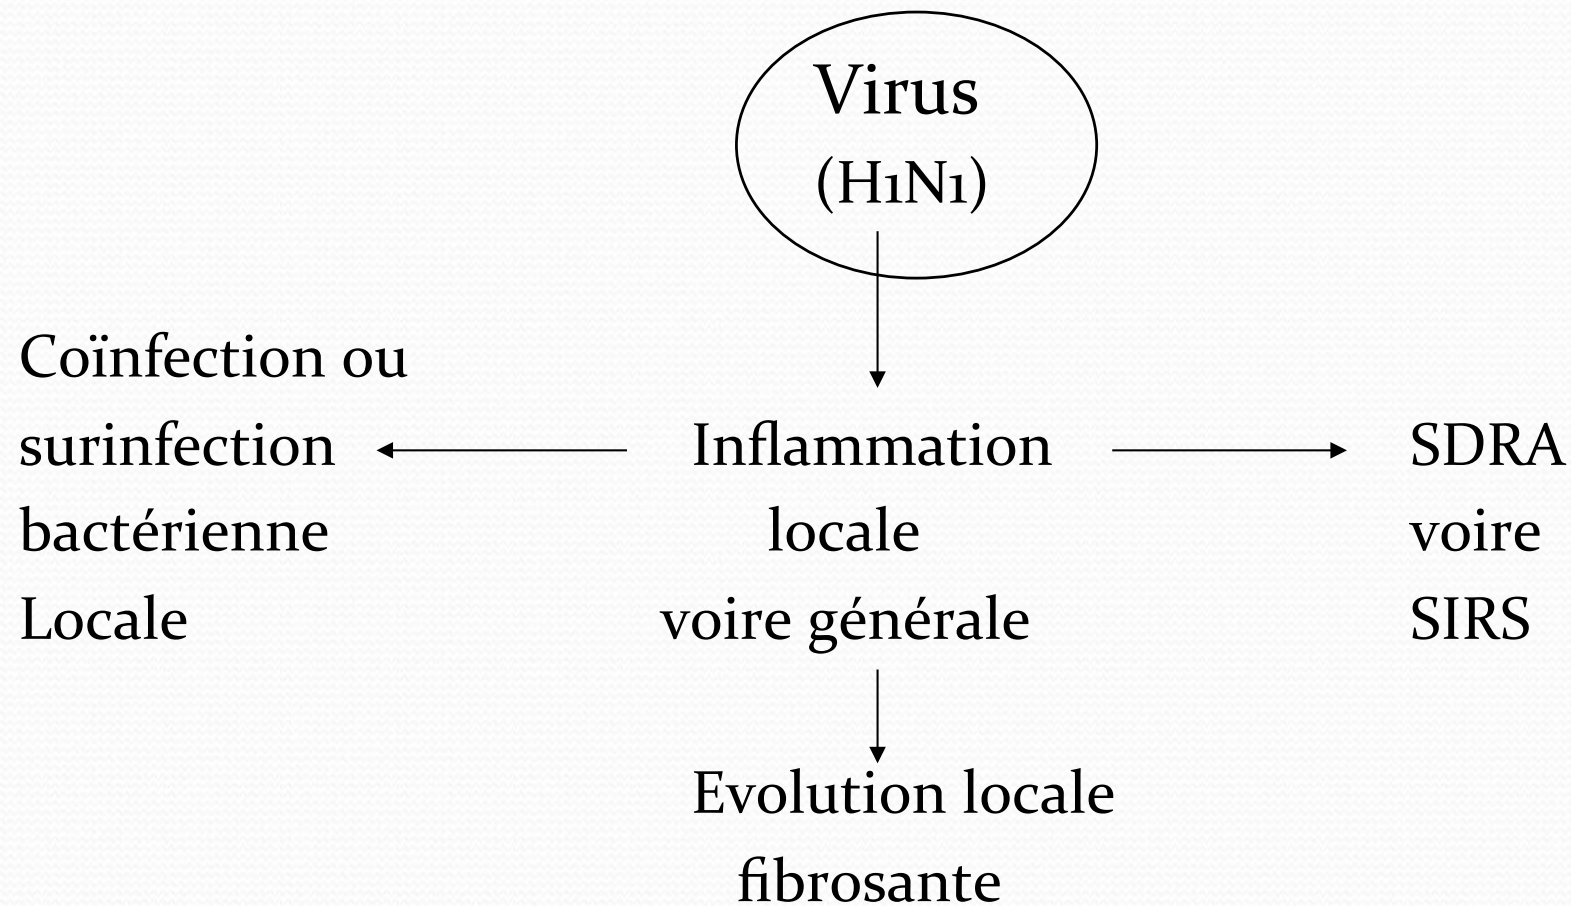 Virus
(H1N1)
Coïnfection ou
surinfection
bactérienne
Locale
Inflammation
locale
voire générale
SDRA
voire
SIRS
Evolution locale
fibrosante